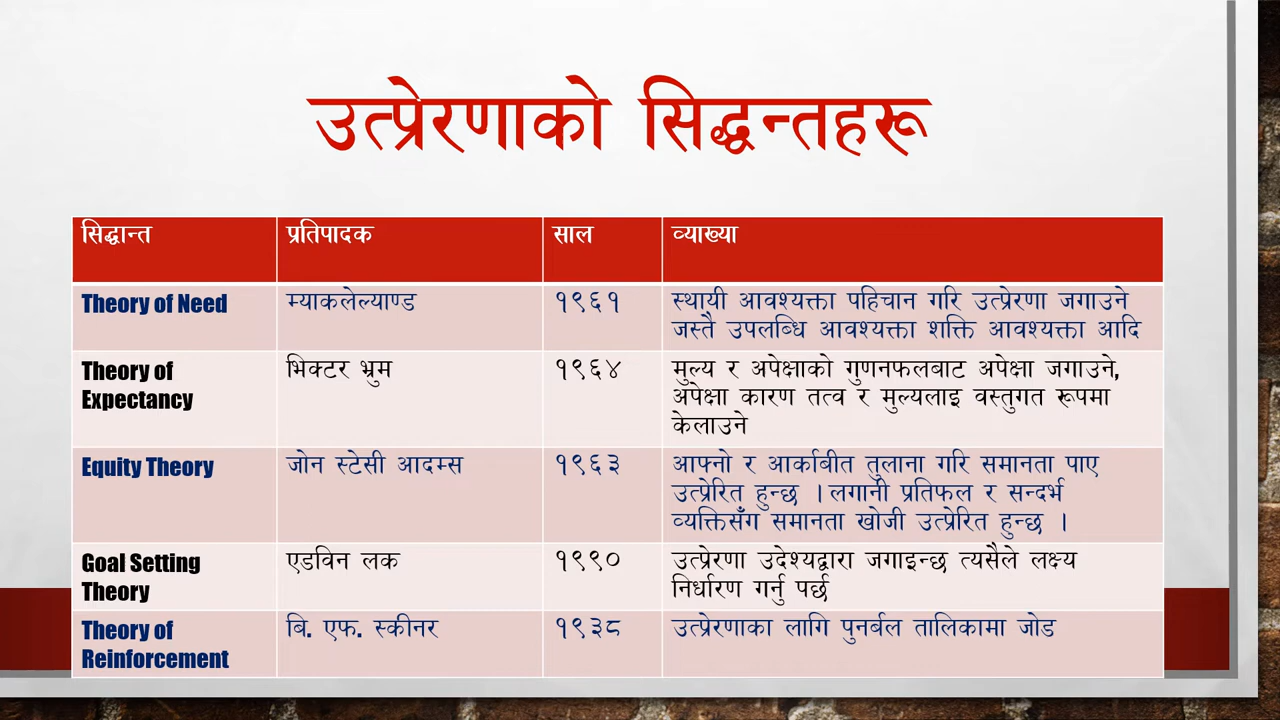 उत्प्रेरणाको सिद्धन्तहरू
सिद्धान्त प्रतिपादक साल व्याख्या
Theory of Need म्याकलेल्याण्ड १९६१ स्थायी आवश्यक्ता पहिचान गरि उत्प्रेरणा जगाउने
जस्तै उपलब्धि आवश्यक्ता शक्ति आवश्यक्ता आदि
Theory of
Expectancy
भिक्टर भ्रुम १९६४ मुल्य र अपेक्षाको गुणनफलबाट अपेक्षा जगाउने,
अपेक्षा कारण तत्व र मुल्यलाइ वस्तुगत रूपमा
केलाउने
Equity Theory जोन स्टेसी आदम्स १९६३ आफ्नो र आर्काबीत तुलाना गरि समानता पाए
उत्प्रेरित हुन्छ । लगानी प्रतिफल र सन्दर्भ
व्यक्तिसँग समानता खोजी उत्प्रेरित हुन्छ ।
Goal Setting
Theory
एडविन लक १९९० उत्प्रेरणा उदेश्यद्वारा जगाइन्छ त्यसैले लक्ष्य
निर्धारण गर्नु पर्छ
Theory of
Reinforcement
बि. एफ. स्कीनर १९३८ उत्प्रेरणाका लागि पुनर्बल तालिकामा जोड